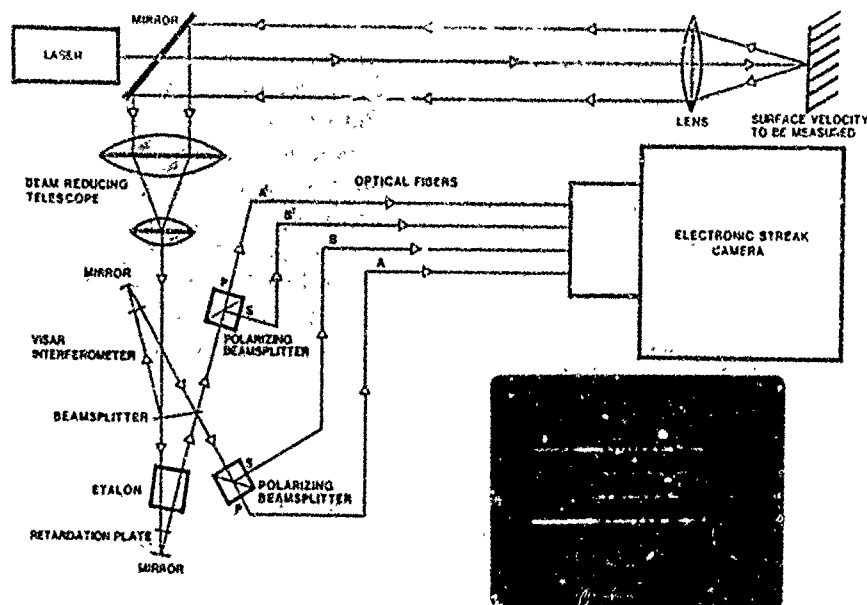 MIRROR
LASER
LENS
SURFACE VELOCITY
TO BE MEASURED
BEAM REDUCING
TELESCOPE
OPTICAL FIBERS
A'
B'
B
A
ELECTRONIC STREAK
CAMERA
MIRROR
P
S
POLARIZING
BEAMSPLITTER
VISAR
INTERFEROMETER
BEAMSPLITTER
S
POLARIZING
BEAMSPLITTER
P
ETALON
RETARDATION PLATE
MIRROR